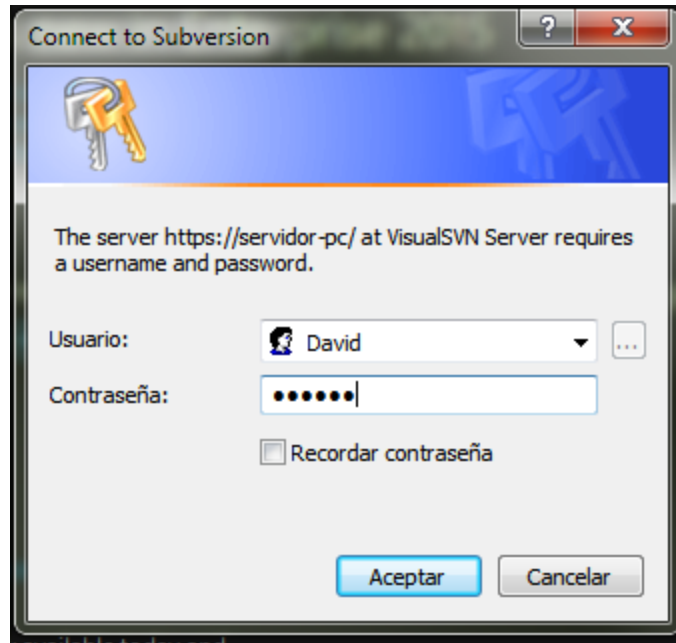 Connect to Subversion
?
The server https://servidor-pc/ at VisualSVN Server requires
a username and password.
Usuario: David ...
Contraseña: ●●●●●●
Recordar contraseña
Aceptar Cancelar